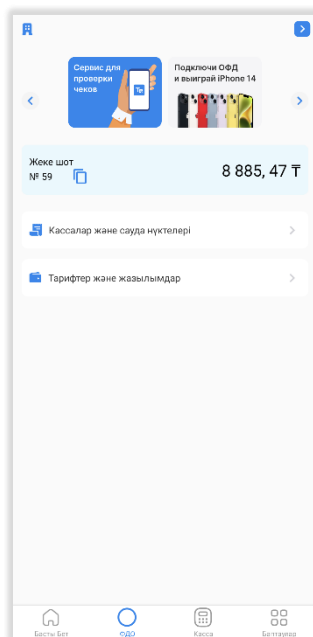 Сервис для
проверки
чеков
Подключи ОФД
и выиграй iPhone 14
Жеке шот
№ 59
8 885, 47 ₸
Кассалар және сауда нүктелері
Тарифтер және жазылымдар
Басты Бет
ФДО
Касса
Баптаулар